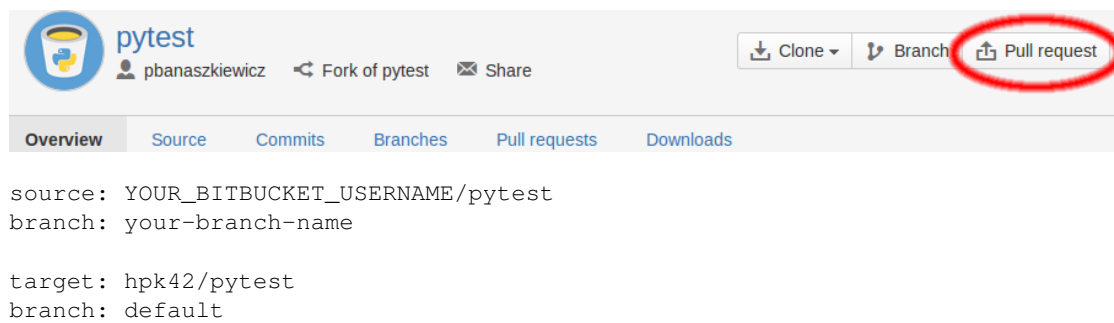 pytest
pbanaszkiewicz Fork of pytest Share
Clone Branch Pull request
Overview Source Commits Branches Pull requests Downloads
source: YOUR_BITBUCKET_USERNAME/pytest
branch: your-branch-name
target: hpk42/pytest
branch: default